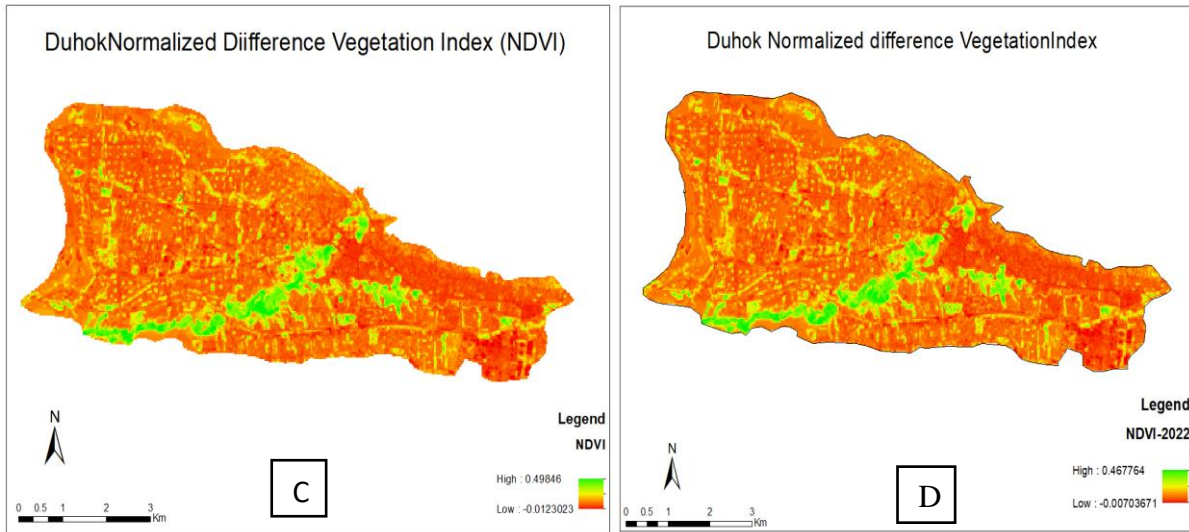 DuhokNormalized Diifference Vegetation Index (NDVI)
N
Legend
NDVI
High : 0.49846
Low : -0.0123023
0 0.5 1 2 3
Km
C
Duhok Normalized difference VegetationIndex
N
Legend
NDVI-2022
High : 0.467764
Low : -0.00703671
0 0.5 1 2 3
Km
D